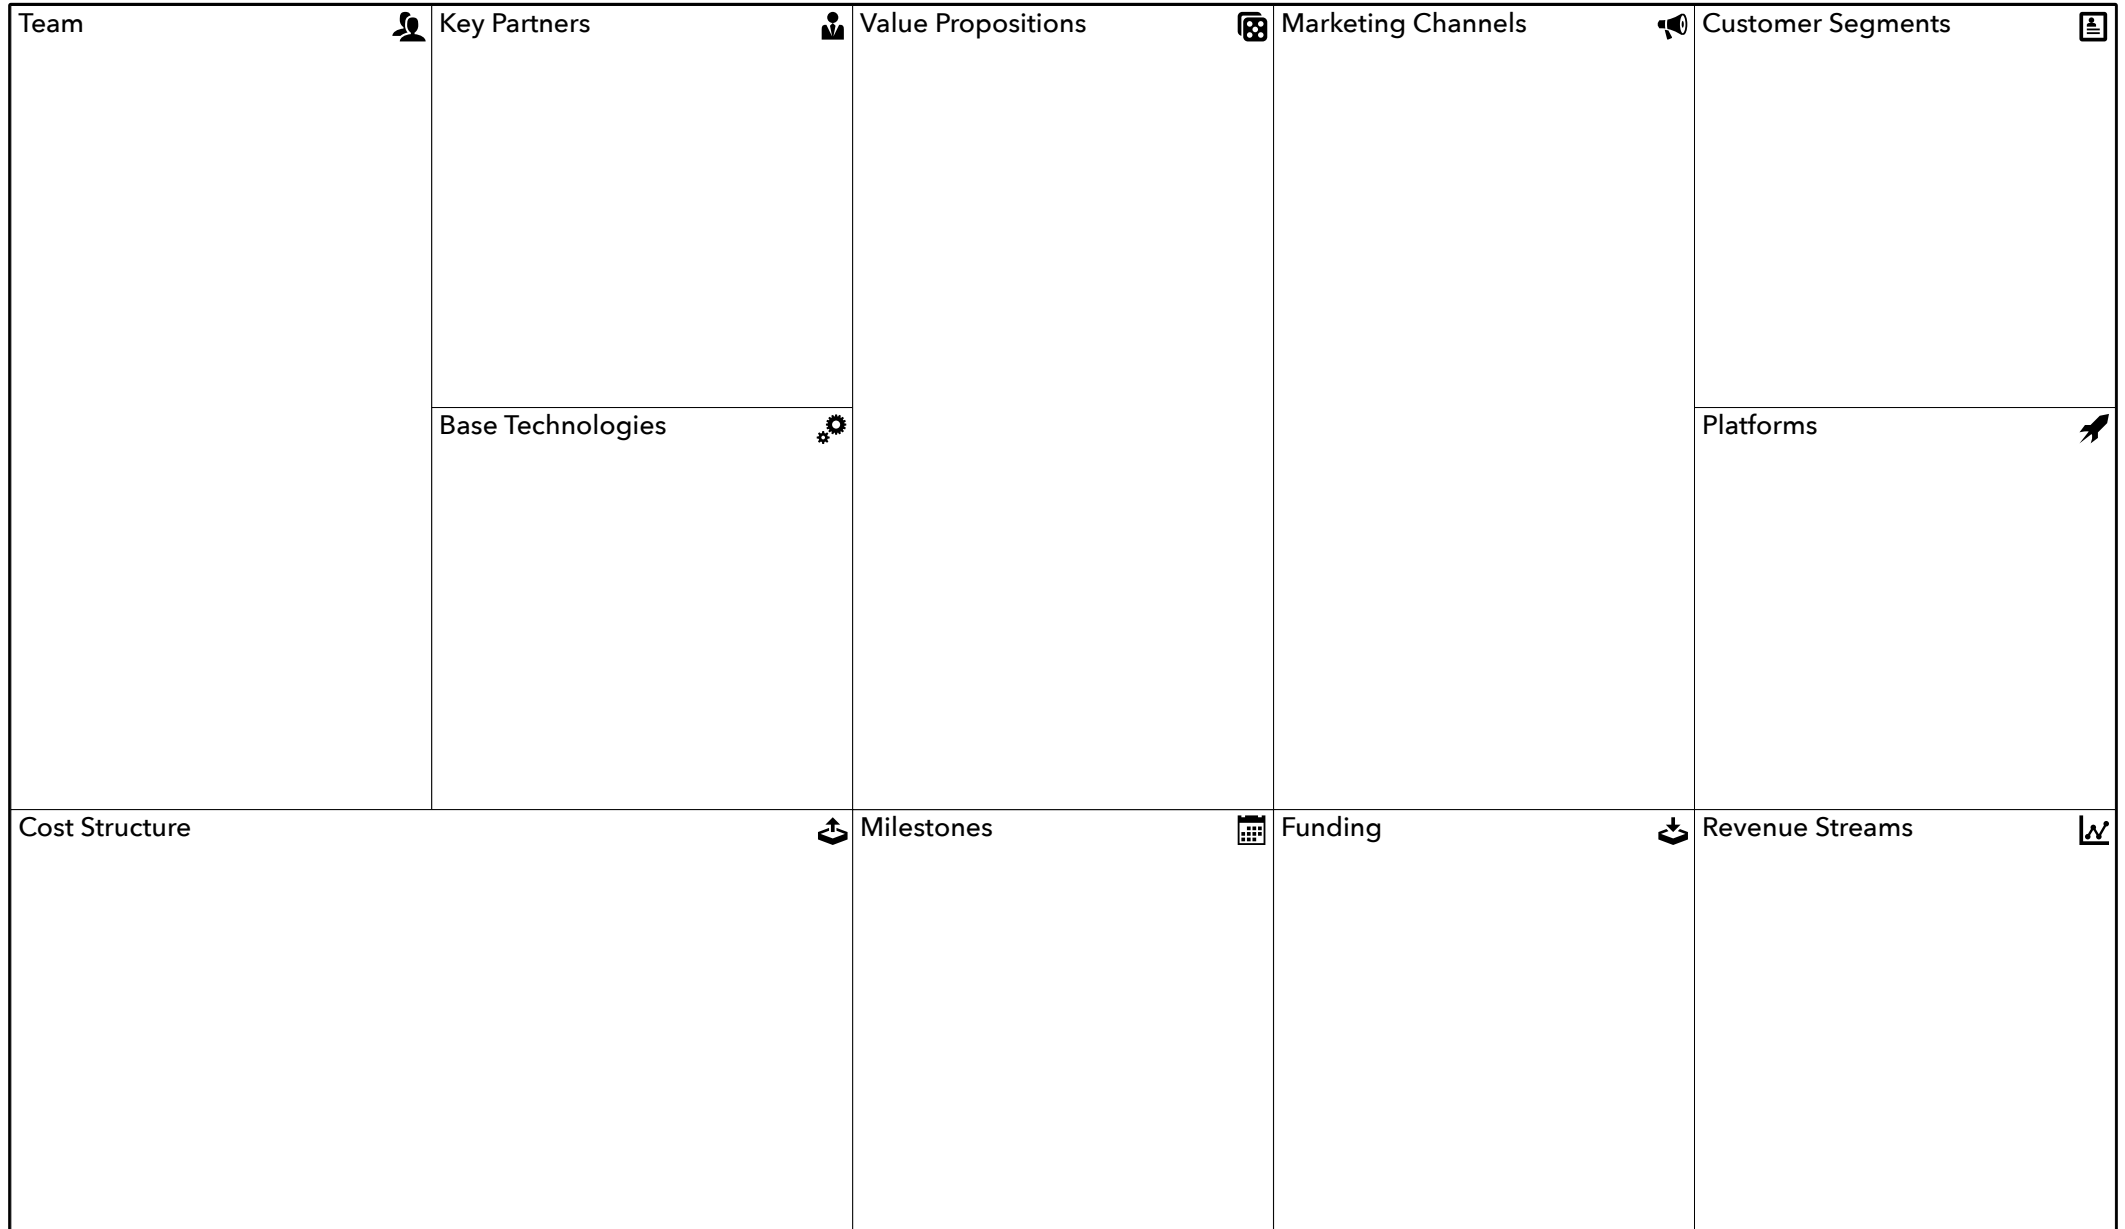 Team
Key Partners
Value Propositions
Marketing Channels
Customer Segments
Base Technologies
Platforms
Cost Structure
Milestones
Funding
Revenue Streams